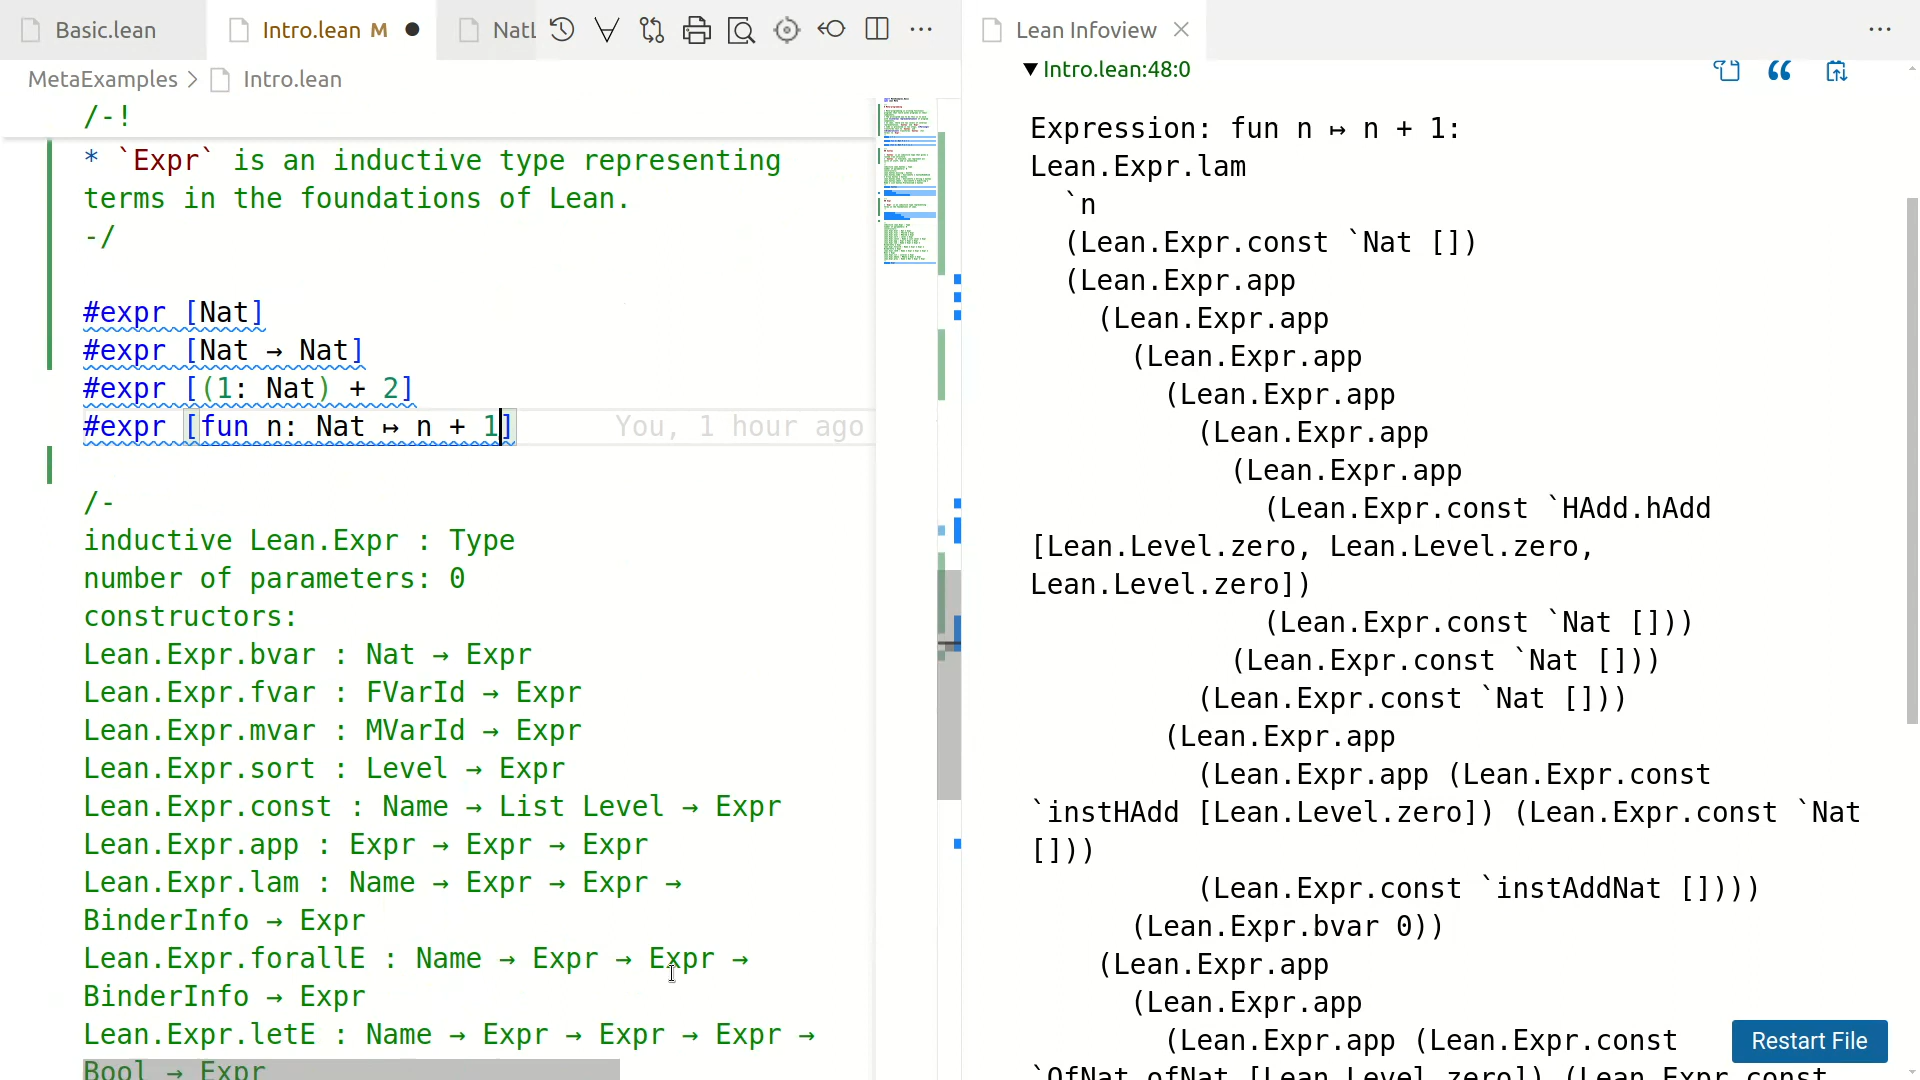 Basic.lean
Intro.lean M
NatL
Lean Infoview
MetaExamples > Intro.lean
/-!
* `Expr` is an inductive type representing
terms in the foundations of Lean.
-/
#expr [Nat]
#expr [Nat → Nat]
#expr [(1: Nat) + 2]
#expr [fun n: Nat ↦ n + 1]
You, 1 hour ago
/-
inductive Lean.Expr : Type
number of parameters: 0
constructors:
Lean.Expr.bvar : Nat → Expr
Lean.Expr.fvar : FVarId → Expr
Lean.Expr.mvar : MVarId → Expr
Lean.Expr.sort : Level → Expr
Lean.Expr.const : Name → List Level → Expr
Lean.Expr.app : Expr → Expr → Expr
Lean.Expr.lam : Name → Expr → Expr →
BinderInfo → Expr
Lean.Expr.forallE : Name → Expr → Expr →
BinderInfo → Expr
Lean.Expr.letE : Name → Expr → Expr → Expr →
Bool → Expr
Intro.lean:48:0
Expression: fun n ↦ n + 1:
Lean.Expr.lam
`n
(Lean.Expr.const `Nat [])
(Lean.Expr.app
(Lean.Expr.app
(Lean.Expr.app
(Lean.Expr.app
(Lean.Expr.app
(Lean.Expr.app
(Lean.Expr.const `HAdd.hAdd
[Lean.Level.zero, Lean.Level.zero,
Lean.Level.zero])
(Lean.Expr.const `Nat []))
(Lean.Expr.const `Nat []))
(Lean.Expr.const `Nat []))
(Lean.Expr.app
(Lean.Expr.app (Lean.Expr.const
`instHAdd [Lean.Level.zero]) (Lean.Expr.const `Nat
[]))
(Lean.Expr.const `instAddNat [])))
(Lean.Expr.bvar 0))
(Lean.Expr.app
(Lean.Expr.app
(Lean.Expr.app (Lean.Expr.const
`OfNat.ofNat [Lean.Level.zero]) (Lean.Expr.const
Restart File